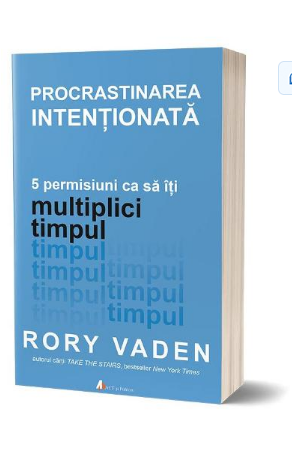 PROCRASTINAREA
INTENȚIONATĂ
5 permisiuni ca să îți
multiplici
timpul
timpul
timpul timpul
timpul timpul
timpul timpul
RORY VADEN
autorul cărții TAKE THE STAIRS, bestseller New York Times